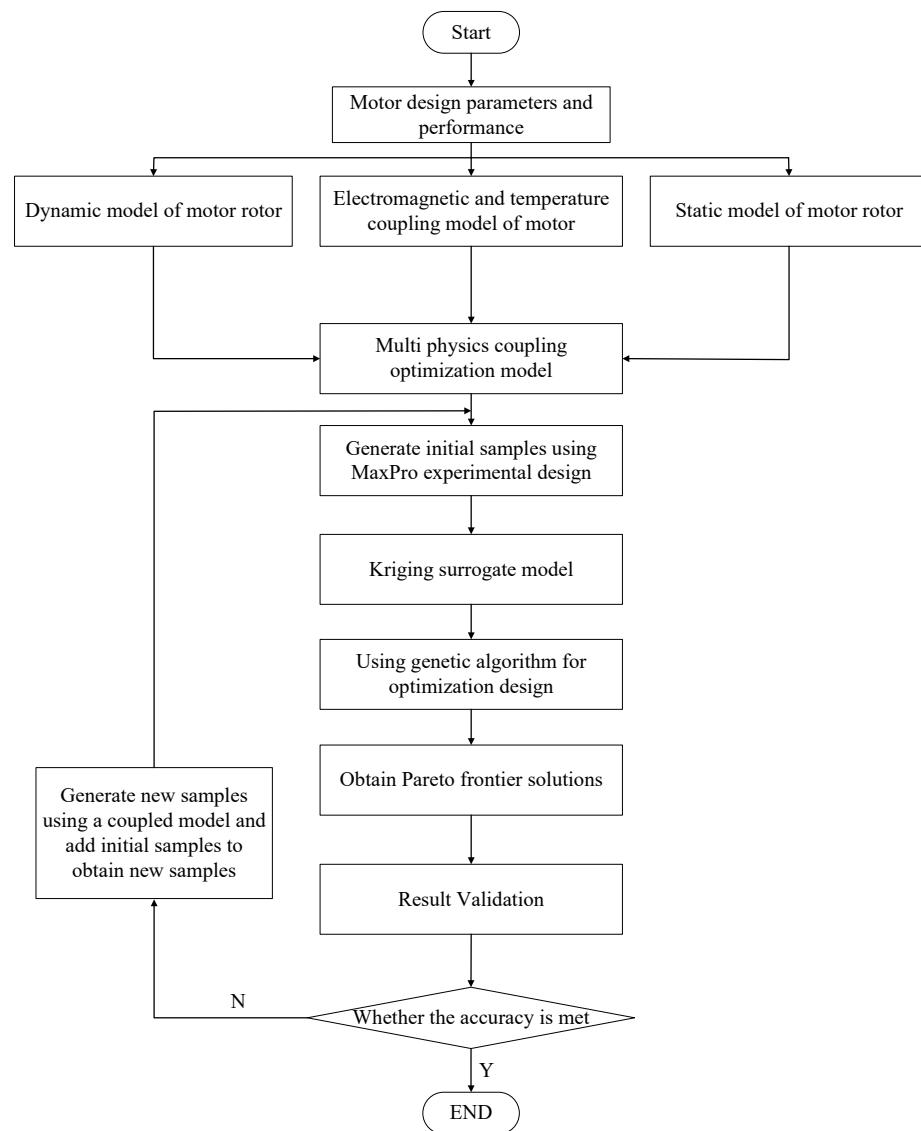 Start
Motor design parameters and
performance
Dynamic model of motor rotor
Electromagnetic and temperature
coupling model of motor
Static model of motor rotor
Multi physics coupling
optimization model
Generate initial samples using
MaxPro experimental design
Kriging surrogate model
Using genetic algorithm for
optimization design
Obtain Pareto frontier solutions
Generate new samples
using a coupled model and
add initial samples to
obtain new samples
Result Validation
N
Whether the accuracy is met
Y
END